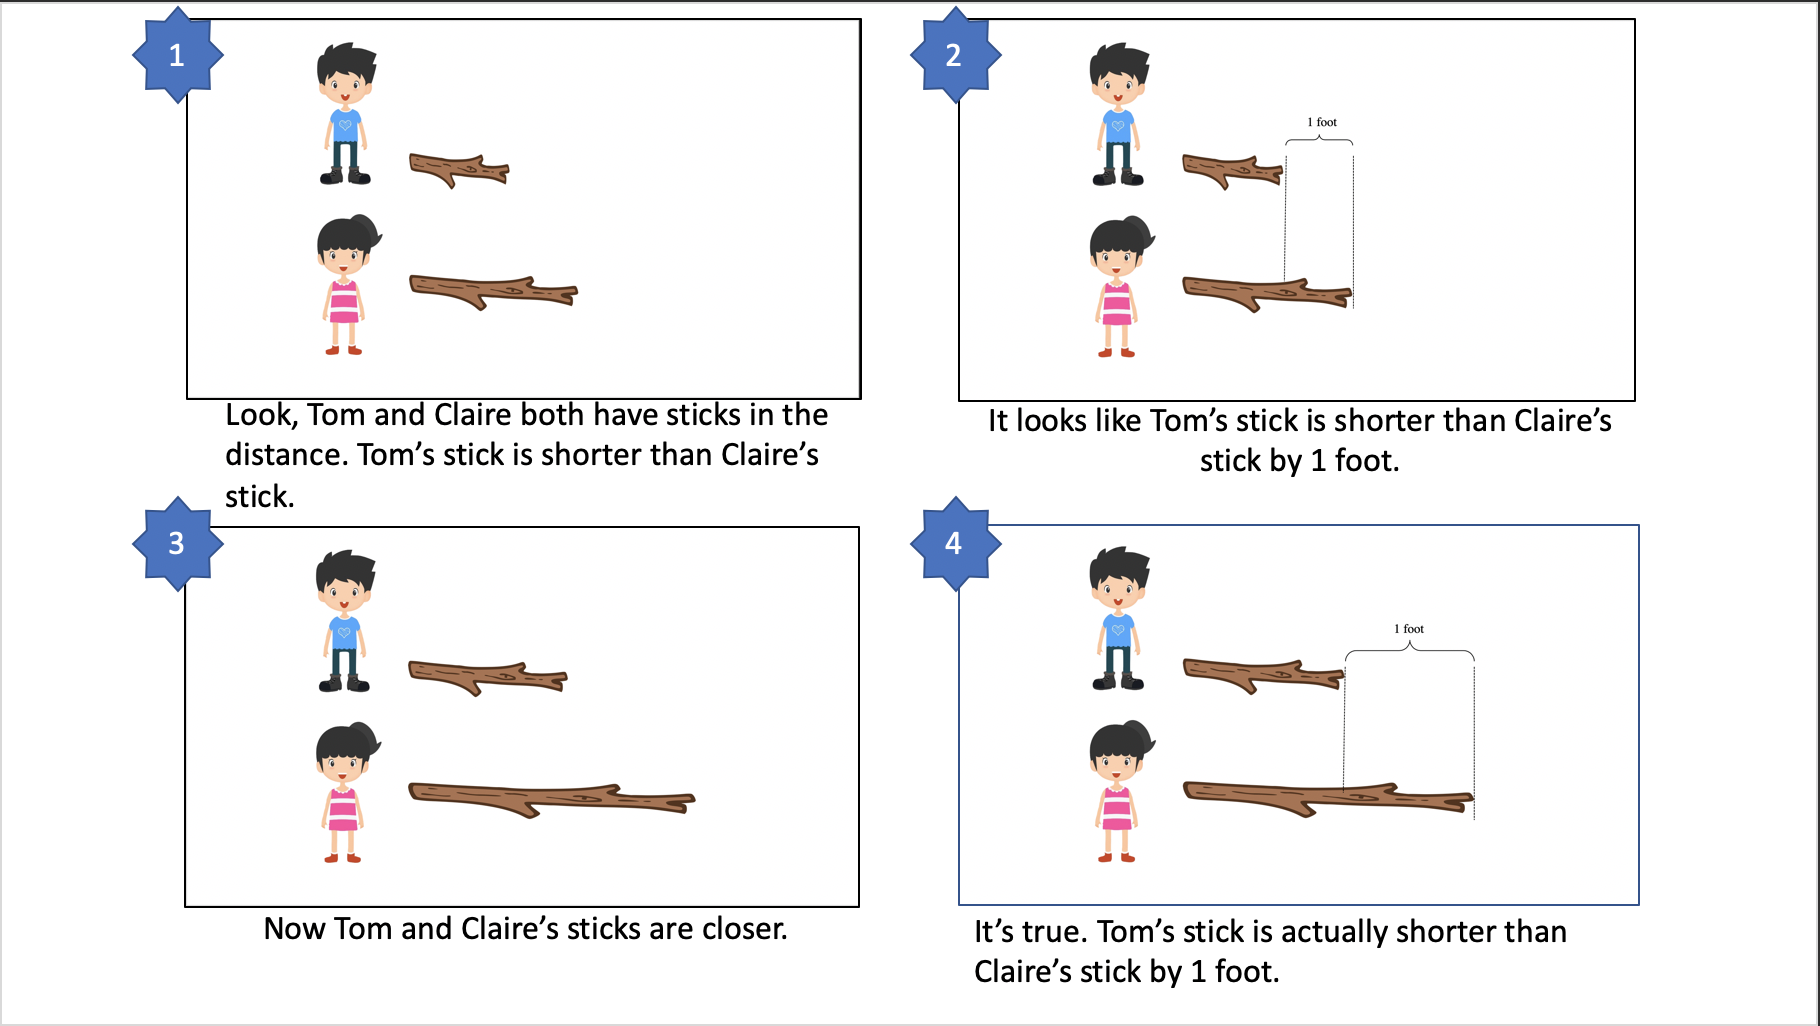 1
Look, Tom and Claire both have sticks in the
distance. Tom’s stick is shorter than Claire’s
stick.
2
1 foot
It looks like Tom’s stick is shorter than Claire’s
stick by 1 foot.
3
Now Tom and Claire’s sticks are closer.
4
1 foot
It’s true. Tom’s stick is actually shorter than
Claire’s stick by 1 foot.